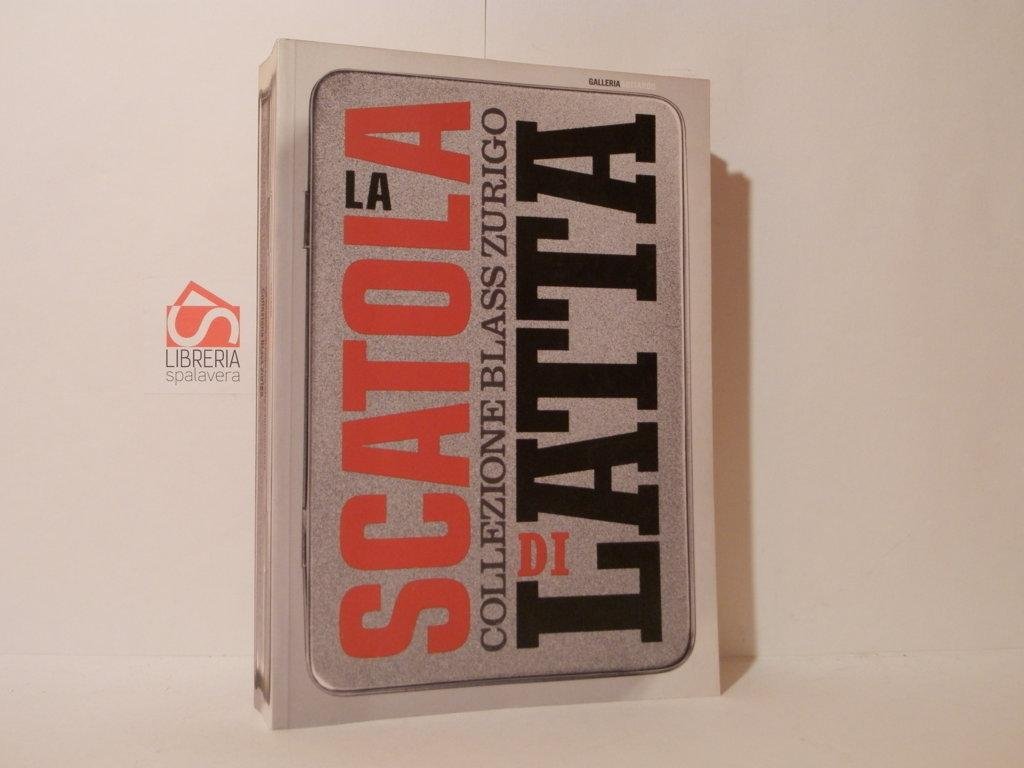 GALLERIA
LA
SCATOLA
COLLEZIONE BLASS ZURIGO
DI
LATTA
LIBRERIA
spalavera